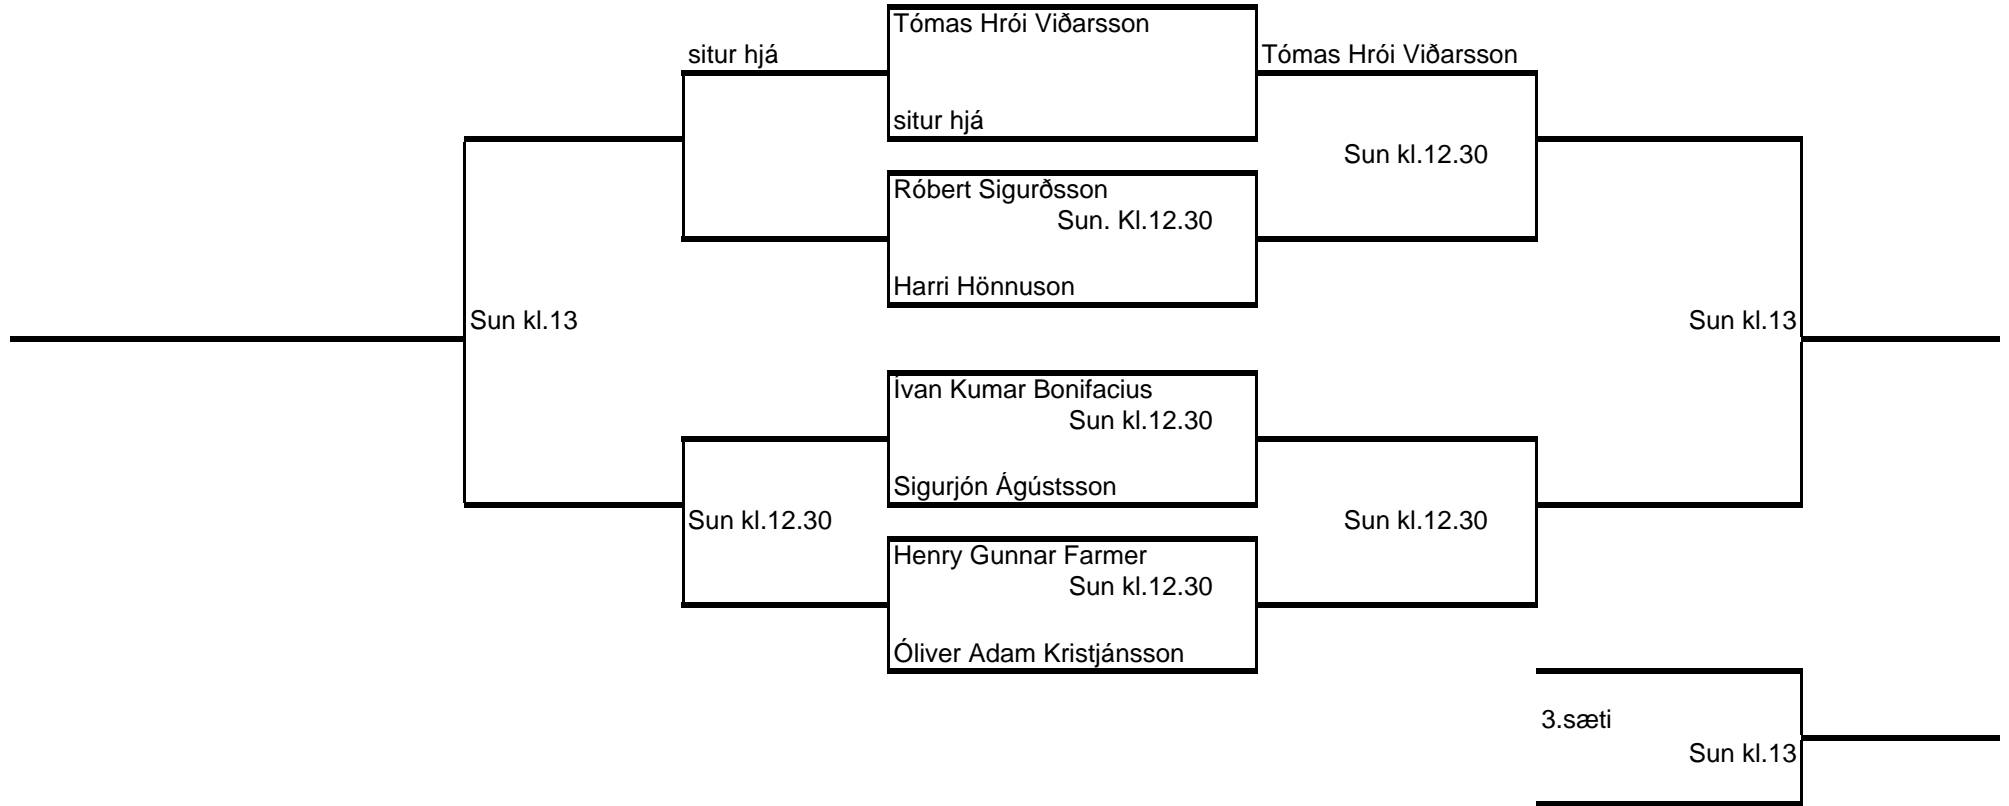 Tómas Hrói Viðarsson
situr hjá
Tómas Hrói Viðarsson
situr hjá
Sun kl.12.30
Róbert Sigurðsson
Sun. Kl.12.30
Harri Hönnuson
Sun kl.13
Sun kl.13
Ívan Kumar Bonifacius
Sun kl.12.30
Sigurjón Ágústsson
Sun kl.12.30
Sun kl.12.30
Henry Gunnar Farmer
Sun kl.12.30
Óliver Adam Kristjánsson
3.sæti
Sun kl.13